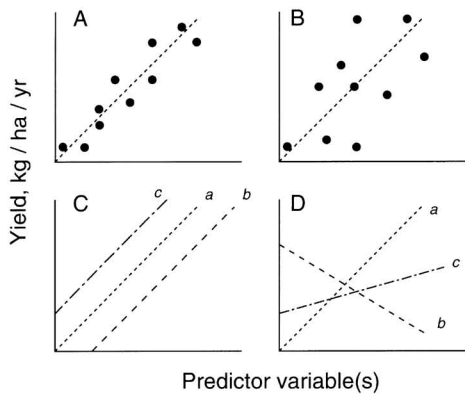 A
B
Yield, kg / ha / yr
C
c
a
b
D
a
c
b
Predictor variable(s)